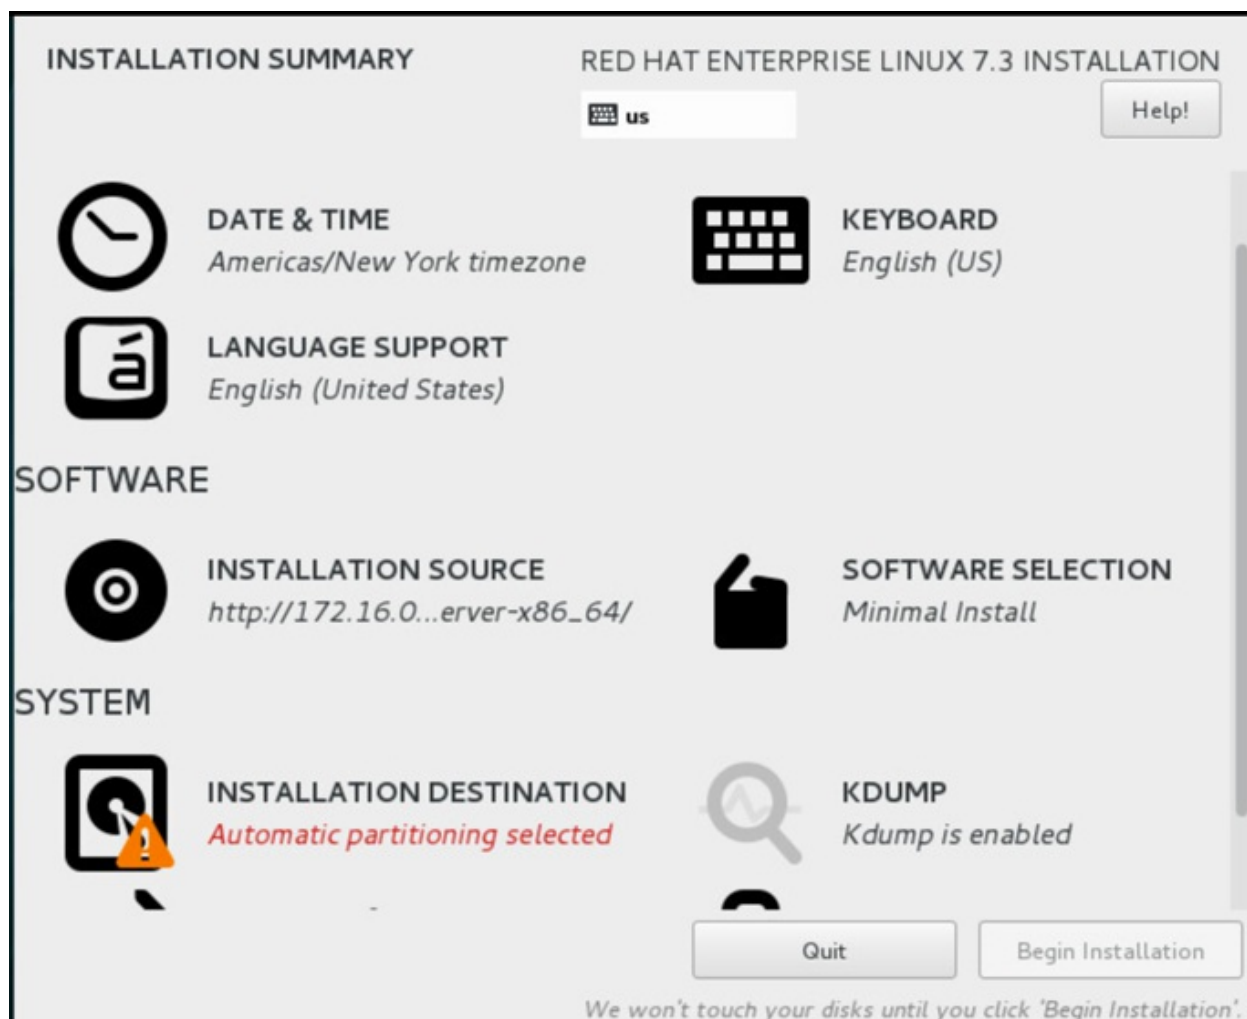 INSTALLATION SUMMARY
RED HAT ENTERPRISE LINUX 7.3 INSTALLATION
us
Help!
DATE & TIME
Americas/New York timezone
KEYBOARD
English (US)
LANGUAGE SUPPORT
English (United States)
SOFTWARE
INSTALLATION SOURCE
http://172.16.0...erver-x86_64/
SOFTWARE SELECTION
Minimal Install
SYSTEM
INSTALLATION DESTINATION
Automatic partitioning selected
KDUMP
Kdump is enabled
Quit
Begin Installation
We won't touch your disks until you click 'Begin Installation'.